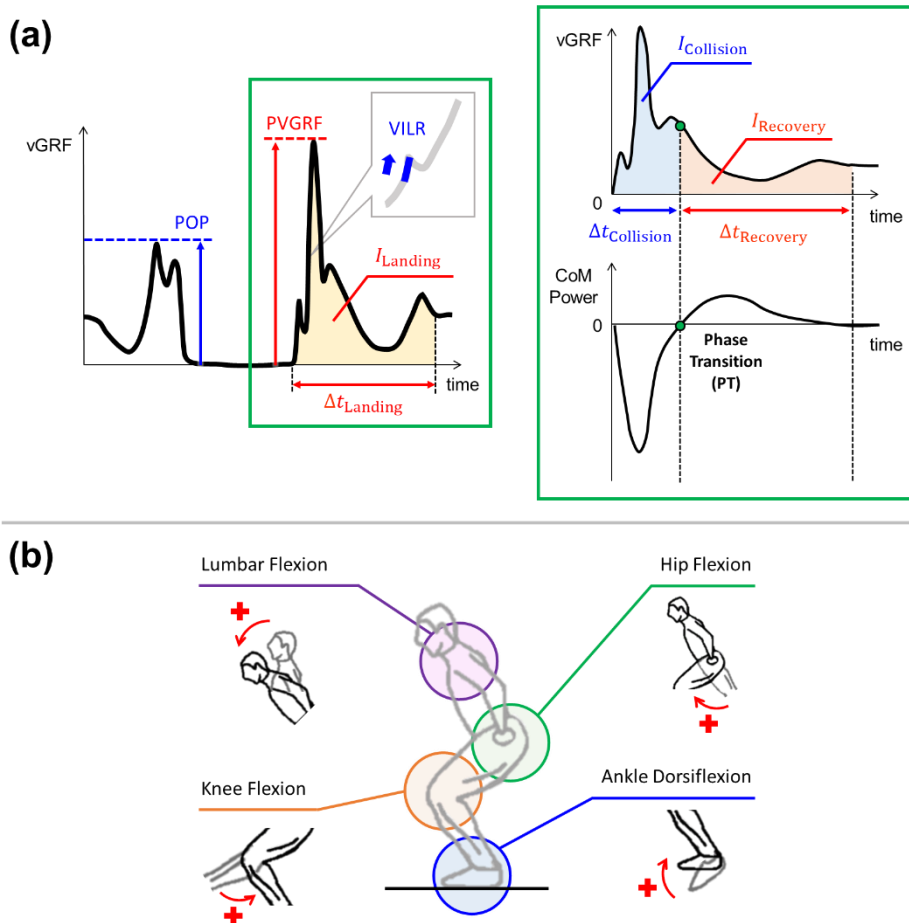 (a)
vGRF
POP
PVGRF
VILR
I_Landing
time
Δt_Landing
vGRF
I_Collision
I_Recovery
0
time
Δt_Collision
Δt_Recovery
CoM
Power
0
time
Phase
Transition
(PT)
(b)
Lumbar Flexion
Hip Flexion
+
+
Knee Flexion
Ankle Dorsiflexion
+
+